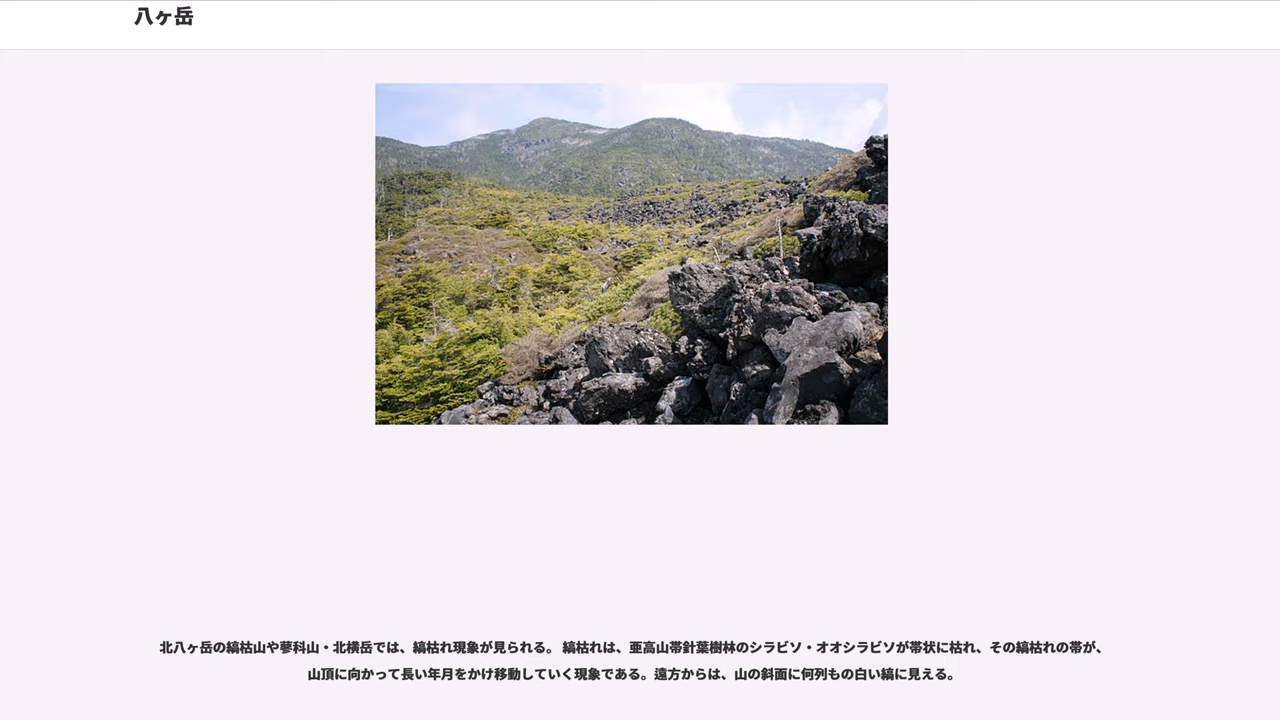 八ヶ岳
北八ヶ岳の縞枯山や蓼科山・北横岳では、縞枯れ現象が見られる。 縞枯れは、亜高山帯針葉樹林のシラビソ・オオシラビソが帯状に枯れ、その縞枯れの帯が、
山頂に向かって長い年月をかけ移動していく現象である。遠方からは、山の斜面に何列もの白い縞に見える。